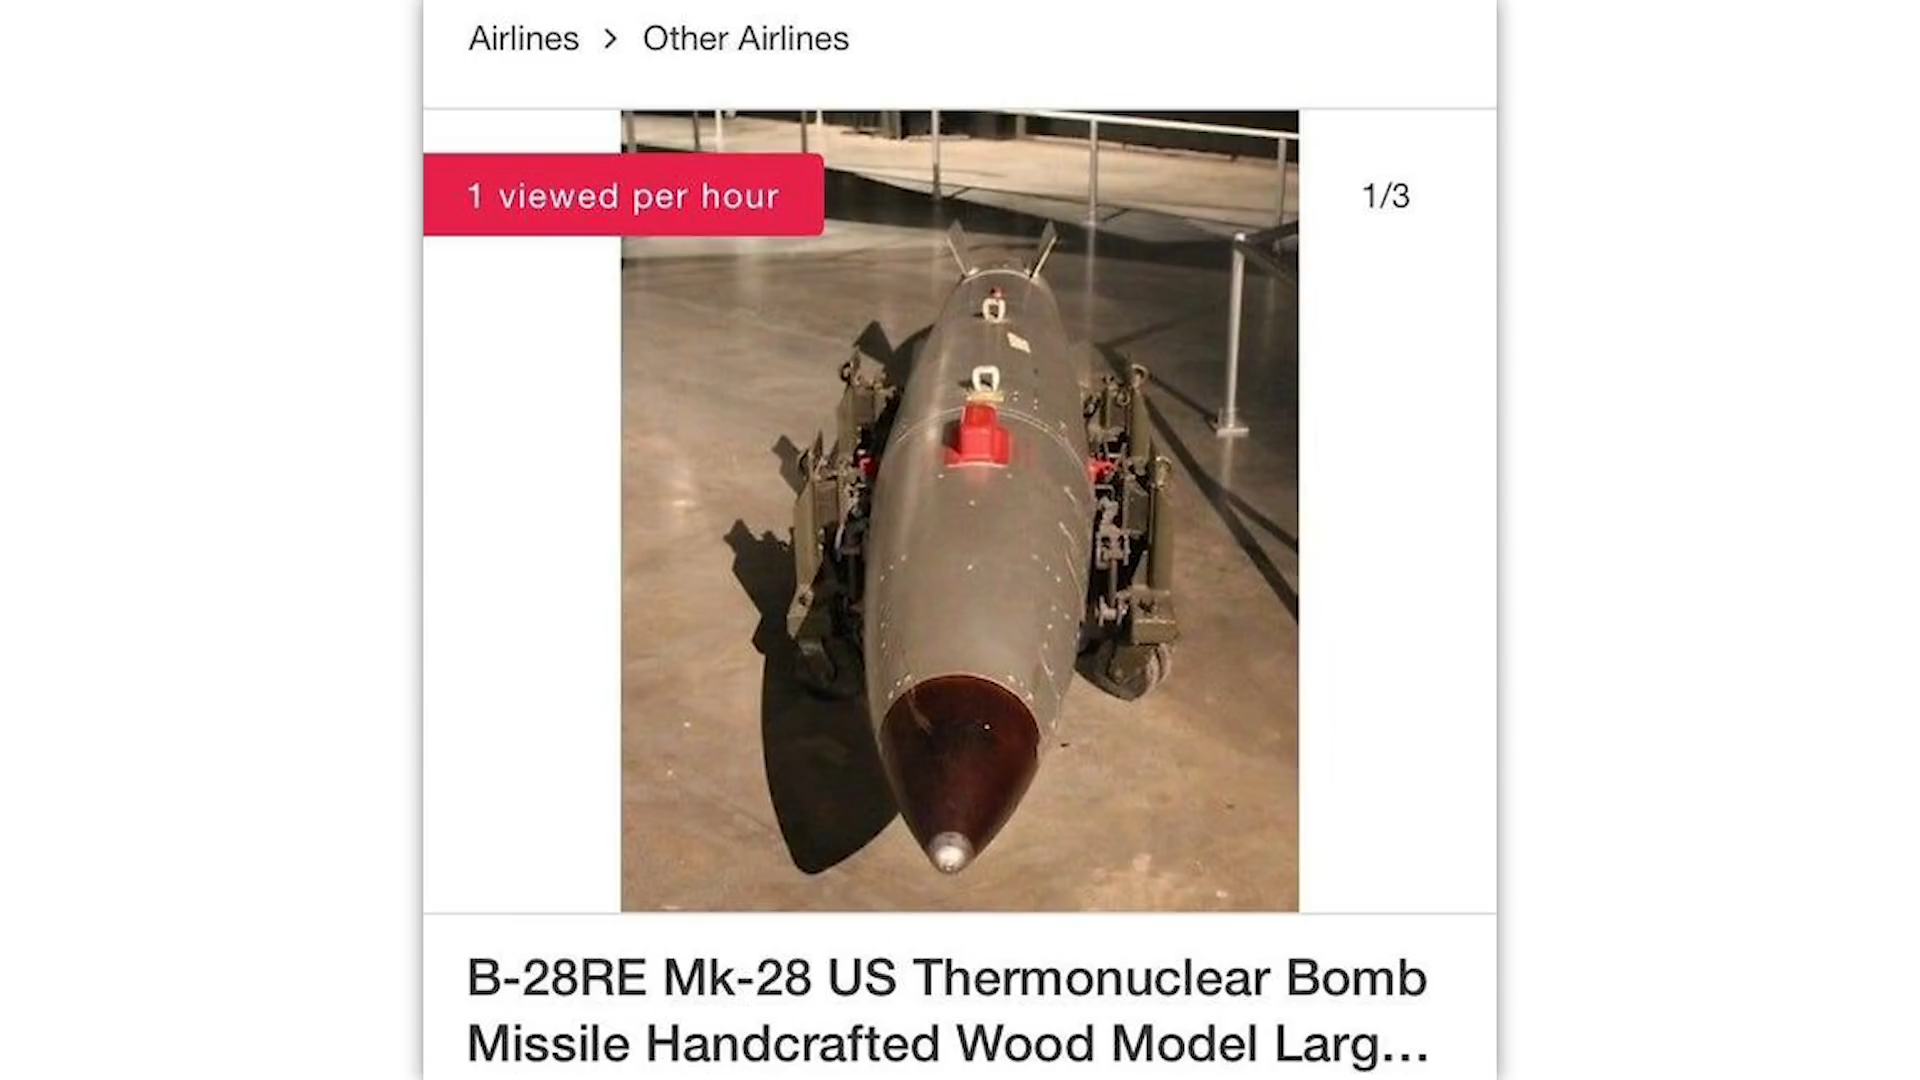 Airlines > Other Airlines
1 viewed per hour
1/3
B-28RE Mk-28 US Thermonuclear Bomb
Missile Handcrafted Wood Model Larg...